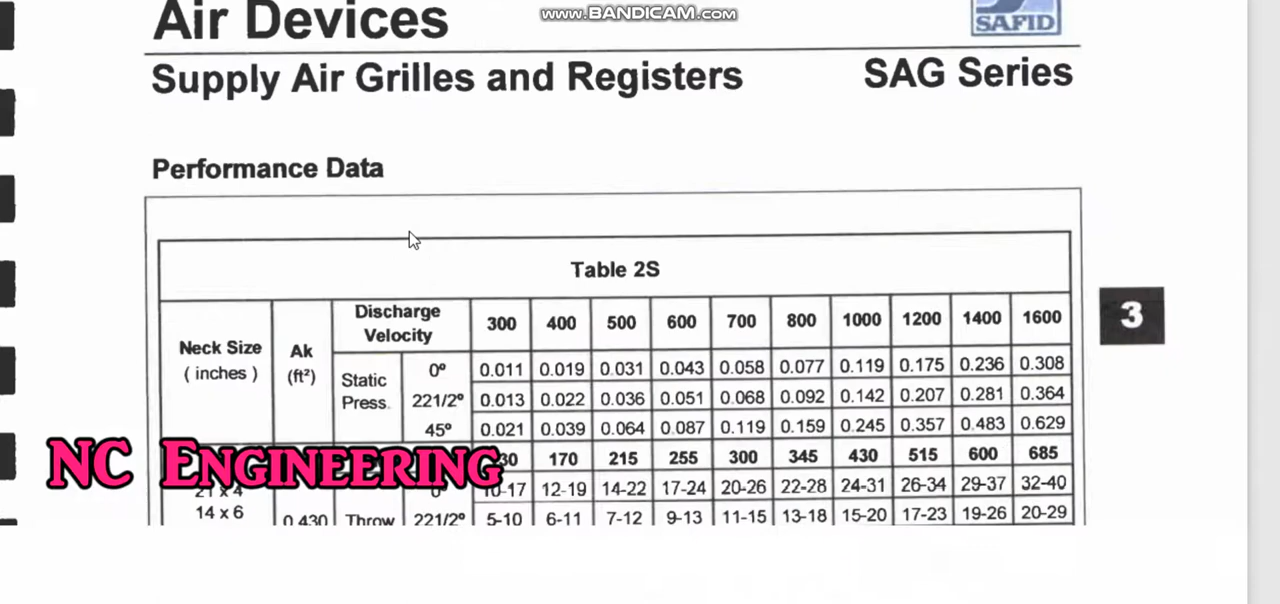 www.BANDICAM.com
Air Devices
SAFID
Supply Air Grilles and Registers SAG Series
Performance Data
Table 2S
3
Neck Size
( inches )
Ak
(ft²)
Discharge
Velocity
300 400 500 600 700 800 1000 1200 1400 1600
Static
Press.
0º 0.011 0.019 0.031 0.043 0.058 0.077 0.119 0.175 0.236 0.308
221/2º 0.013 0.022 0.036 0.051 0.068 0.092 0.142 0.207 0.281 0.364
45º 0.021 0.039 0.064 0.087 0.119 0.159 0.245 0.357 0.483 0.629
NC Engineering
170 215 255 300 345 430 515 600 685
21 x 4
0º 10-17 12-19 14-22 17-24 20-26 22-28 24-31 26-34 29-37 32-40
14 x 6 0.430 Throw 221/2º 5-10 6-11 7-12 9-13 11-15 13-18 15-20 17-23 19-26 20-29